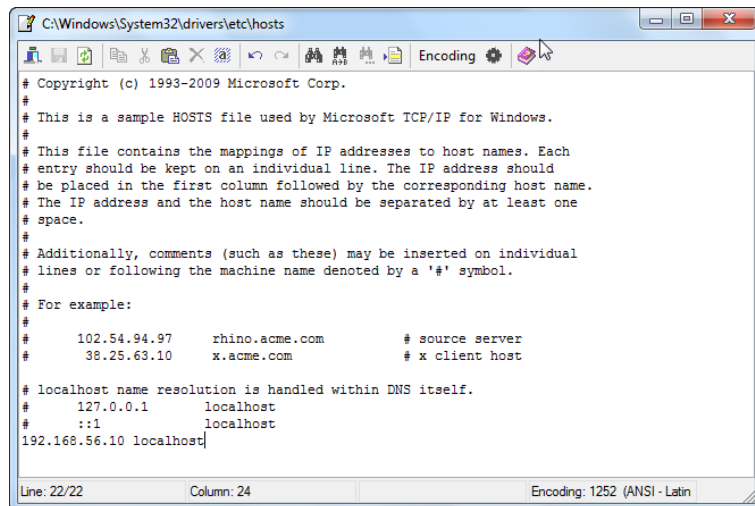 C:\Windows\System32\drivers\etc\hosts
Encoding
# Copyright (c) 1993-2009 Microsoft Corp.
#
# This is a sample HOSTS file used by Microsoft TCP/IP for Windows.
#
# This file contains the mappings of IP addresses to host names. Each
# entry should be kept on an individual line. The IP address should
# be placed in the first column followed by the corresponding host name.
# The IP address and the host name should be separated by at least one
# space.
#
# Additionally, comments (such as these) may be inserted on individual
# lines or following the machine name denoted by a '#' symbol.
#
# For example:
#
#      102.54.94.97     rhino.acme.com          # source server
#       38.25.63.10     x.acme.com              # x client host

# localhost name resolution is handled within DNS itself.
#      127.0.0.1       localhost
#      ::1             localhost
192.168.56.10 localhost
Line: 22/22 Column: 24 Encoding: 1252 (ANSI - Latin